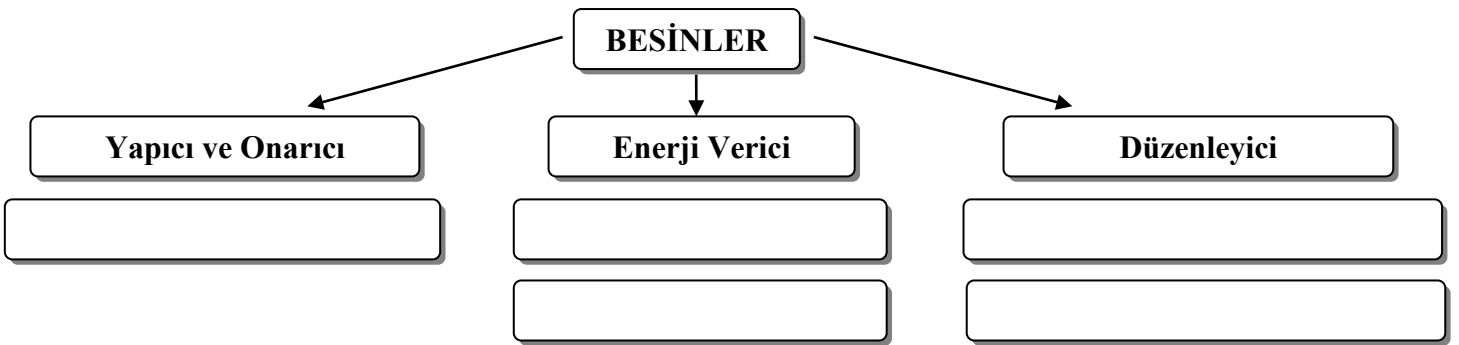 BESİNLER
Yapıcı ve Onarıcı
Enerji Verici
Düzenleyici